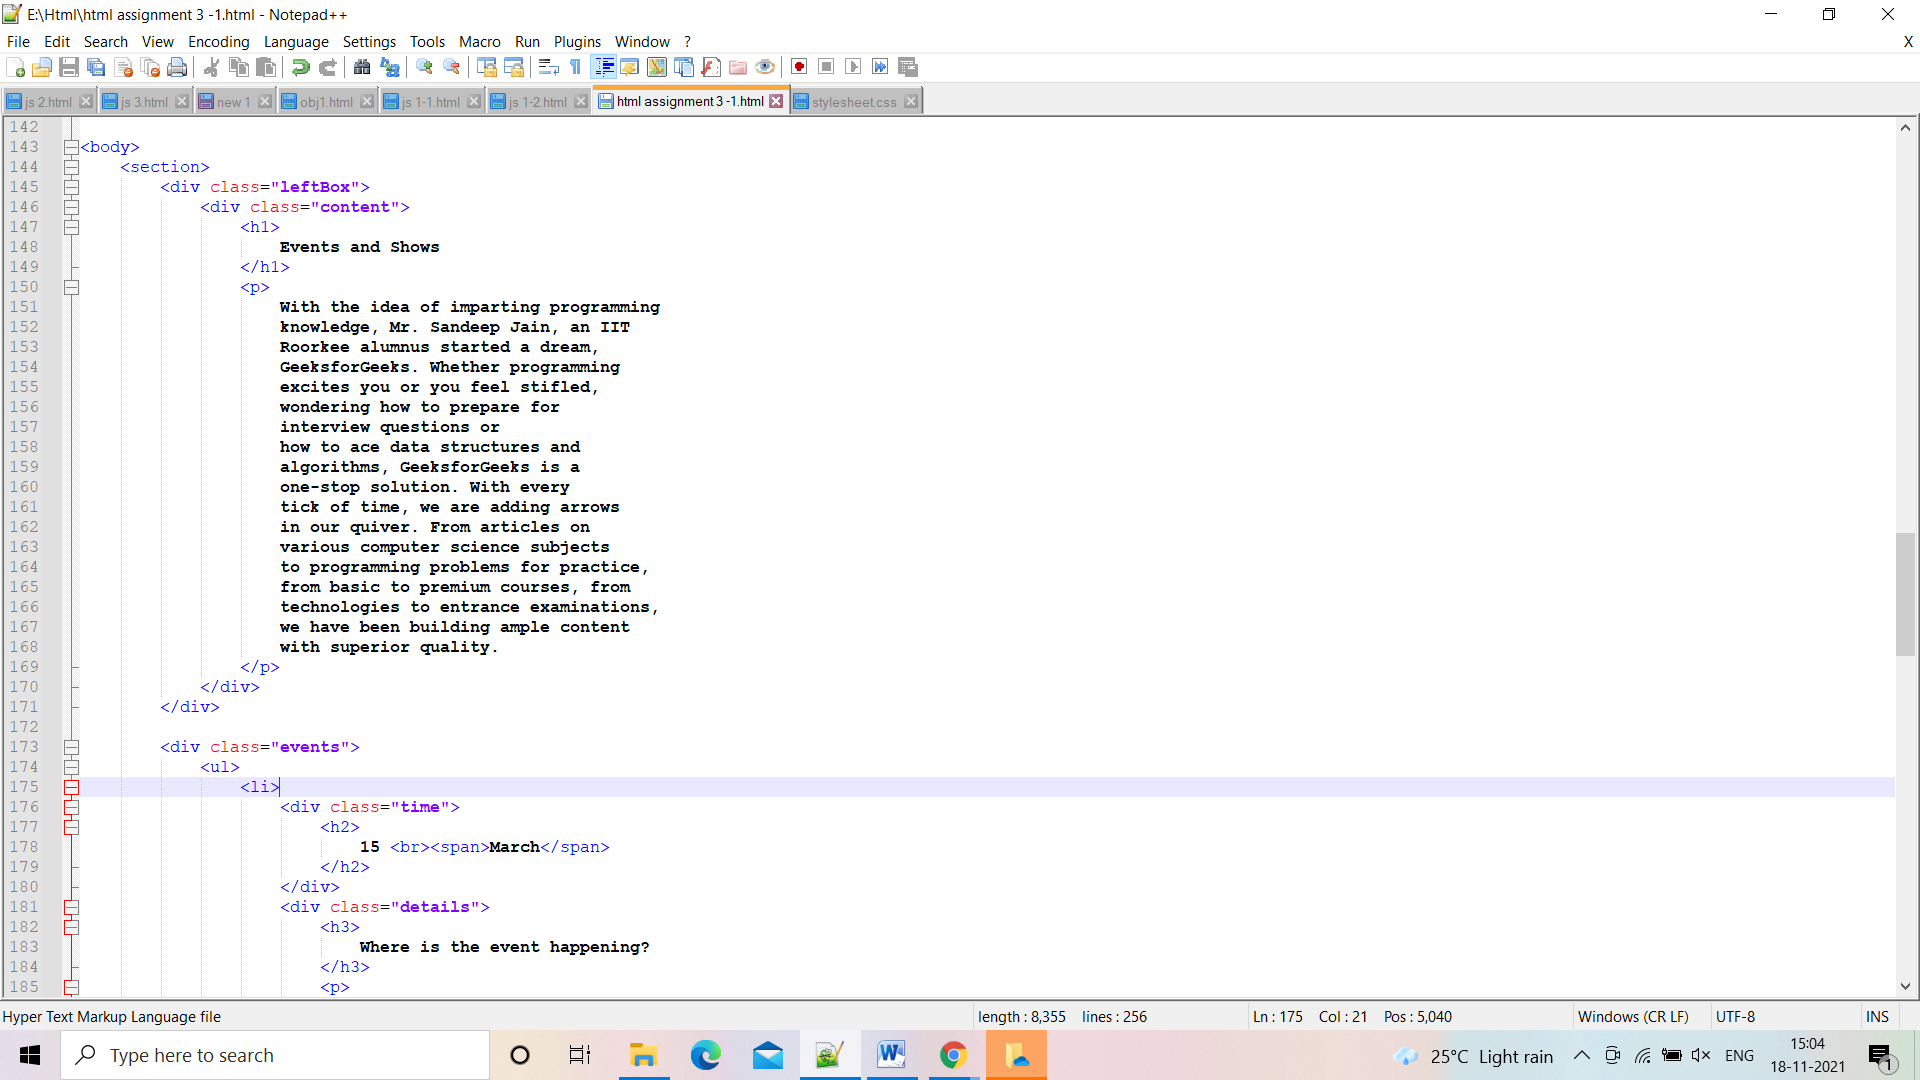 E:\Html\html assignment 3 -1.html - Notepad++
File Edit Search View Encoding Language Settings Tools Macro Run Plugins Window ? X
js 2.html js 3.html new 1 obj1.html js 1-1.html js 1-2.html html assignment 3 -1.html stylesheet.css
142
143 <body>
144 <section>
145 <div class="leftBox">
146 <div class="content">
147 <h1>
148 Events and Shows
149 </h1>
150 <p>
151 With the idea of imparting programming
152 knowledge, Mr. Sandeep Jain, an IIT
153 Roorkee alumnus started a dream,
154 GeeksforGeeks. Whether programming
155 excites you or you feel stifled,
156 wondering how to prepare for
157 interview questions or
158 how to ace data structures and
159 algorithms, GeeksforGeeks is a
160 one-stop solution. With every
161 tick of time, we are adding arrows
162 in our quiver. From articles on
163 various computer science subjects
164 to programming problems for practice,
165 from basic to premium courses, from
166 technologies to entrance examinations,
167 we have been building ample content
168 with superior quality.
169 </p>
170 </div>
171 </div>
172
173 <div class="events">
174 <ul>
175 <li>
176 <div class="time">
177 <h2>
178 15 <br><span>March</span>
179 </h2>
180 </div>
181 <div class="details">
182 <h3>
183 Where is the event happening?
184 </h3>
185 <p>
Hyper Text Markup Language file length : 8,355 lines : 256 Ln : 175 Col : 21 Pos : 5,040 Windows (CR LF) UTF-8 INS
Type here to search 25°C Light rain ENG 15:04
18-11-2021 1